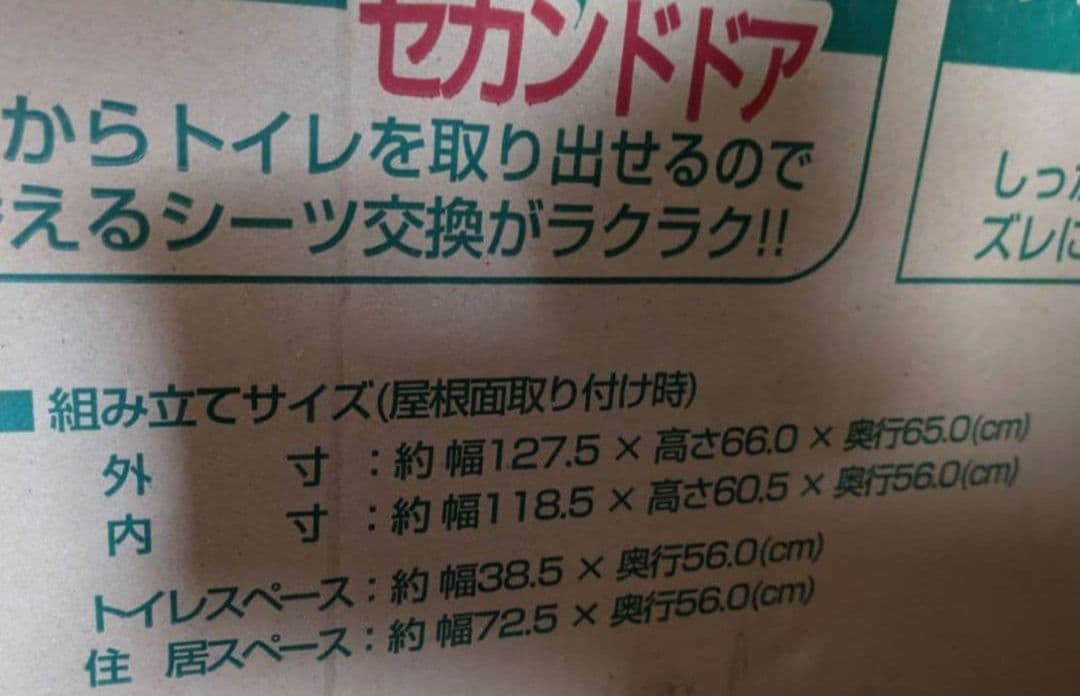 セカンドドア
からトイレを取り出せるので
えるシーツ交換がラクラク!!
しっ
ズレに
■組み立てサイズ(屋根面取り付け時)
外 寸：約 幅127.5 × 高さ66.0 × 奥行65.0(cm)
内 寸：約 幅118.5 × 高さ60.5 × 奥行56.0(cm)
トイレスペース：約 幅38.5 × 奥行56.0(cm)
住 居スペース：約 幅72.5 × 奥行56.0(cm)